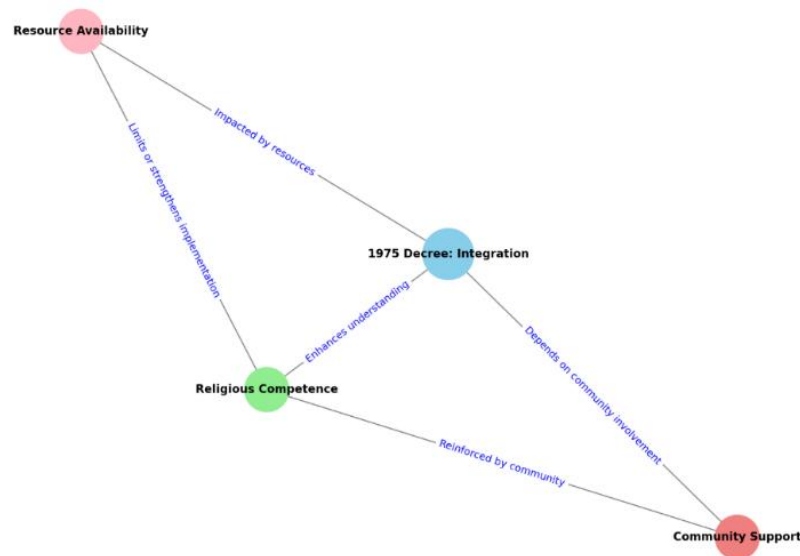 Resource Availability
Impacted by resources
Limits or strengthens implementation
1975 Decree: Integration
Enhances understanding
Depends on community involvement
Religious Competence
Reinforced by community
Community Support